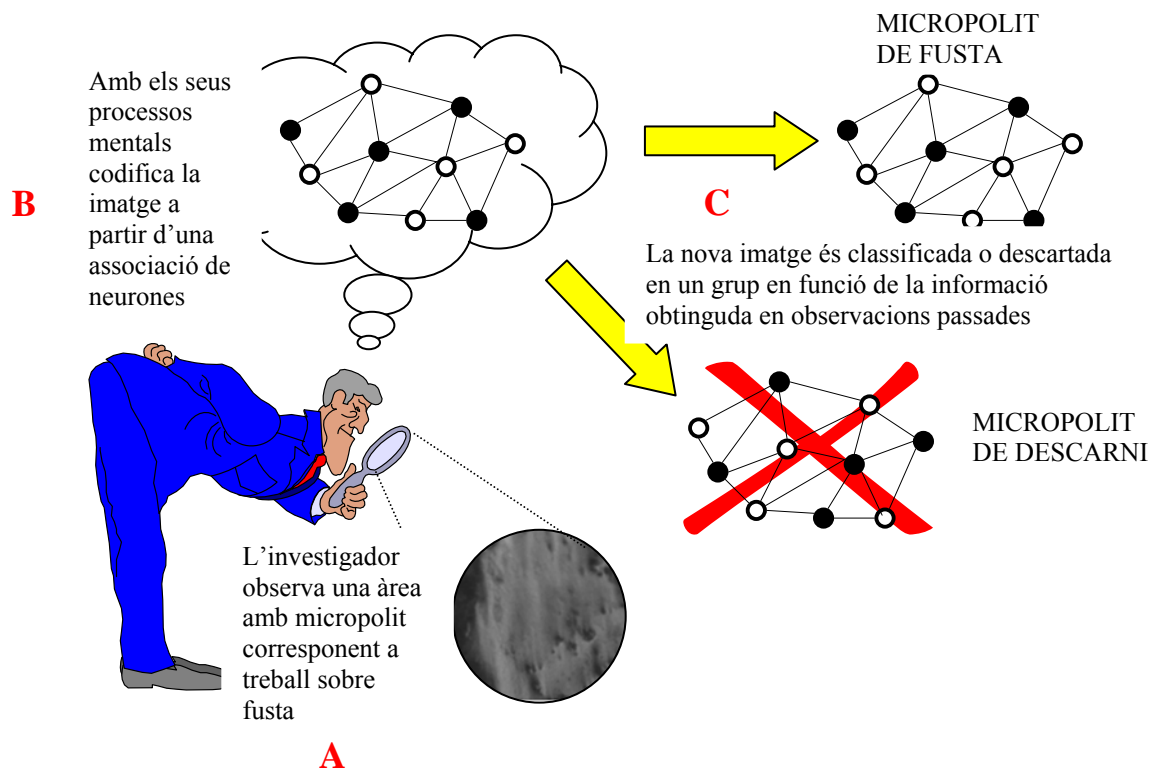 MICROPOLIT
DE FUSTA
Amb els seus
processos
mentals
codifica la
imatge a
partir d'una
associació de
neurones
B
C
La nova imatge és classificada o descartada
en un grup en funció de la informació
obtinguda en observacions passades
MICROPOLIT
DE DESCARNI
L'investigador
observa una àrea
amb micropolit
corresponent a
treball sobre
fusta
A